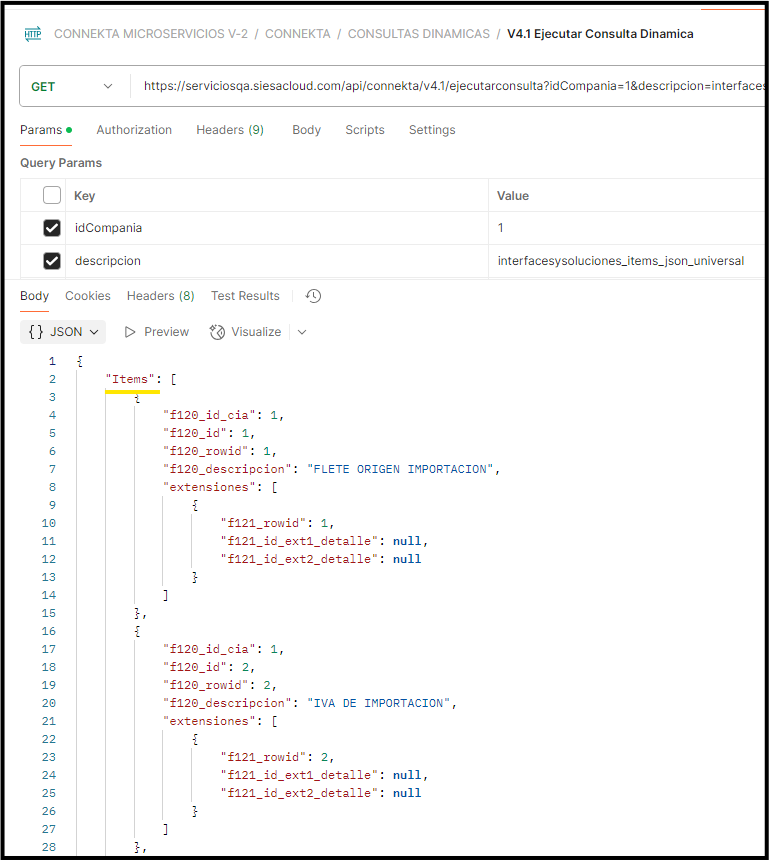 HTTP CONNEKTA MICROSERVICIOS V-2 / CONNEKTA / CONSULTAS DINAMICAS / V4.1 Ejecutar Consulta Dinamica
GET https://serviciosqa.siesacloud.com/api/connekta/v4.1/ejecutarconsulta?idCompania=1&descripcion=interfaces
Params Authorization Headers (9) Body Scripts Settings
Query Params
Key Value
idCompania 1
descripcion interfacesysoluciones_items_json_universal
Body Cookies Headers (8) Test Results
{} JSON Preview Visualize
1 {
2 "Items": [
3 {
4 "f120_id_cia": 1,
5 "f120_id": 1,
6 "f120_rowid": 1,
7 "f120_descripcion": "FLETE ORIGEN IMPORTACION",
8 "extensiones": [
9 {
10 "f121_rowid": 1,
11 "f121_id_ext1_detalle": null,
12 "f121_id_ext2_detalle": null
13 }
14 ]
15 },
16 {
17 "f120_id_cia": 1,
18 "f120_id": 2,
19 "f120_rowid": 2,
20 "f120_descripcion": "IVA DE IMPORTACION",
21 "extensiones": [
22 {
23 "f121_rowid": 2,
24 "f121_id_ext1_detalle": null,
25 "f121_id_ext2_detalle": null
26 }
27 ]
28 },